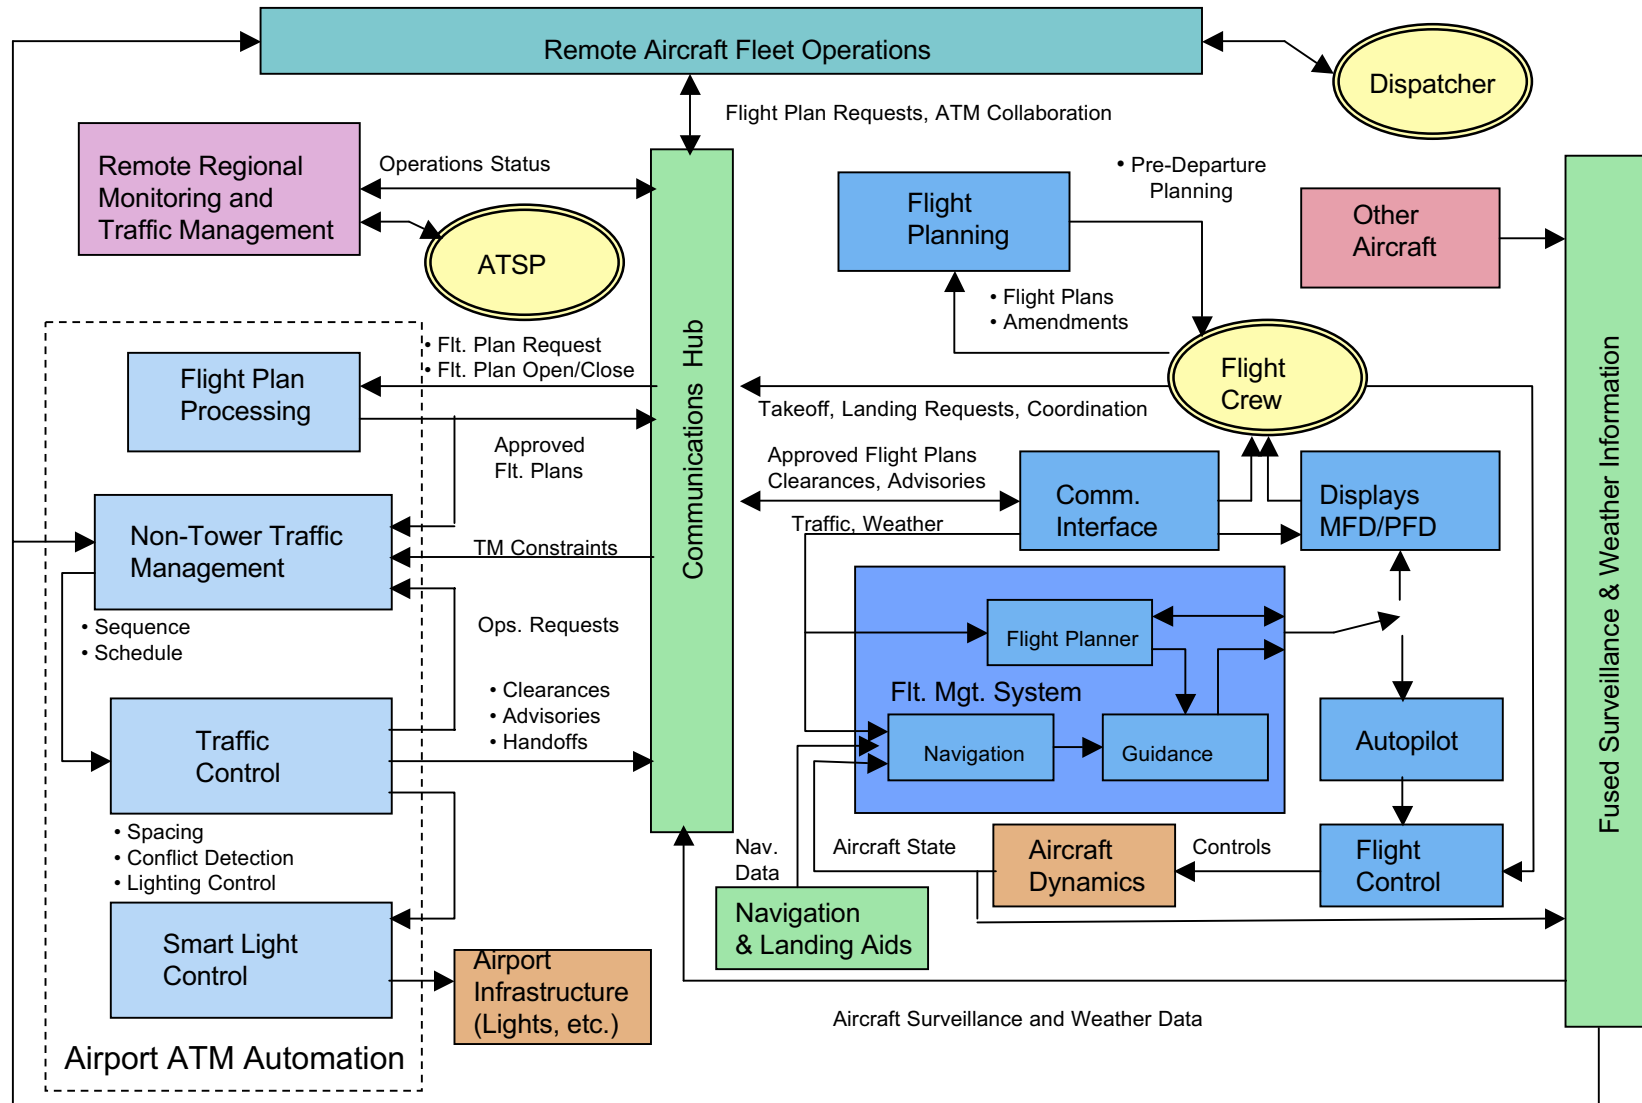 Remote Aircraft Fleet Operations
Dispatcher
Flight Plan Requests, ATM Collaboration
Remote Regional
Monitoring and
Traffic Management
Operations Status
ATSP
Flight
Planning
• Pre-Departure
Planning
Other
Aircraft
• Flight Plans
• Amendments
Communications Hub
Fused Surveillance & Weather Information
• Flt. Plan Request
• Flt. Plan Open/Close
Flight Plan
Processing
Flight
Crew
Takeoff, Landing Requests, Coordination
Approved
Flt. Plans
Approved Flight Plans
Clearances, Advisories
Comm.
Interface
Displays
MFD/PFD
Traffic, Weather
Non-Tower Traffic
Management
TM Constraints
• Sequence
• Schedule
Ops. Requests
Flight Planner
Flt. Mgt. System
Navigation
Guidance
• Clearances
• Advisories
• Handoffs
Traffic
Control
Autopilot
• Spacing
• Conflict Detection
• Lighting Control
Nav.
Data
Aircraft State
Aircraft
Dynamics
Controls
Flight
Control
Navigation
& Landing Aids
Smart Light
Control
Airport
Infrastructure
(Lights, etc.)
Aircraft Surveillance and Weather Data
Airport ATM Automation